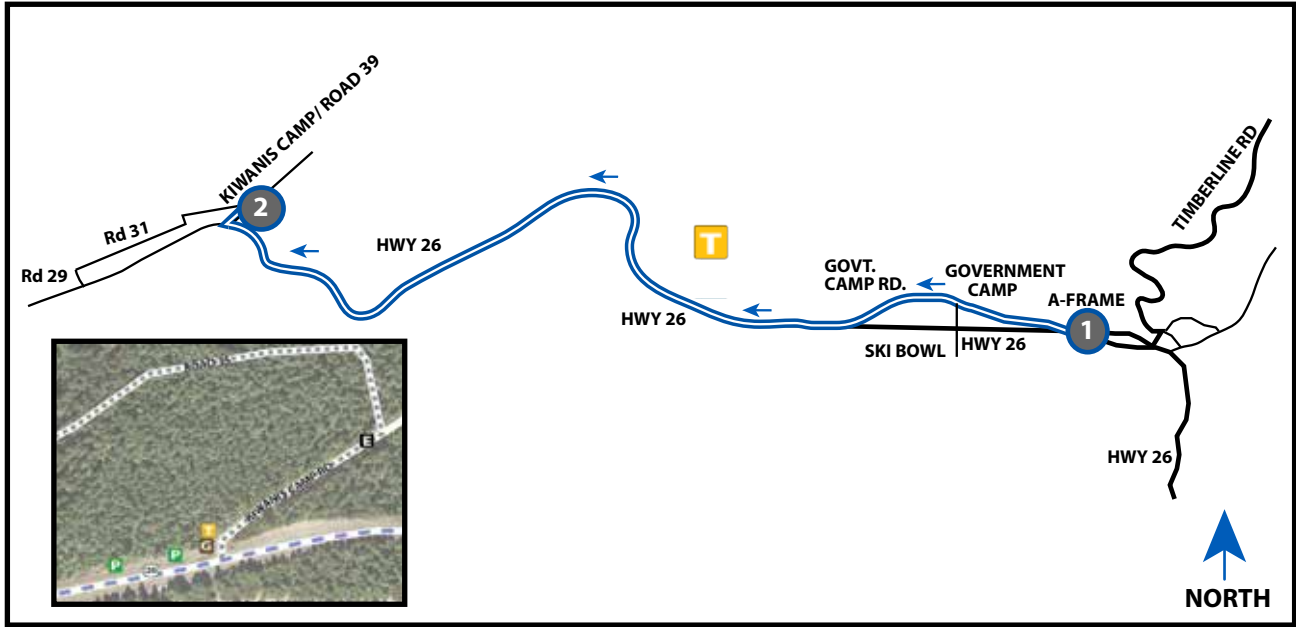 KIWANIS CAMP/ ROAD 39
2
Rd 31
Rd 29
HWY 26
T
HWY 26
GOVT.
CAMP RD.
GOVERNMENT
CAMP
A-FRAME
1
SKI BOWL
HWY 26
TIMBERLINE RD
HWY 26
NORTH
E
KIWANIS CAMP RD
T
G
P
P
26